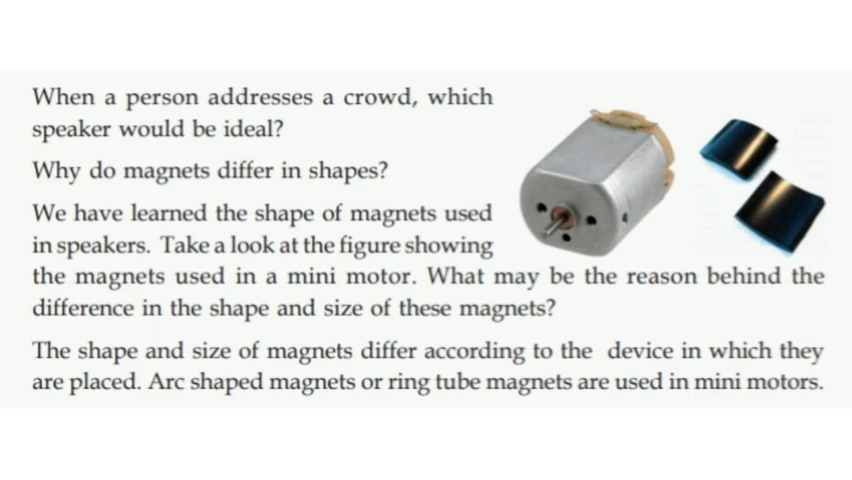 When a person addresses a crowd, which
speaker would be ideal?
Why do magnets differ in shapes?
We have learned the shape of magnets used
in speakers. Take a look at the figure showing
the magnets used in a mini motor. What may be the reason behind the
difference in the shape and size of these magnets?
The shape and size of magnets differ according to the device in which they
are placed. Arc shaped magnets or ring tube magnets are used in mini motors.